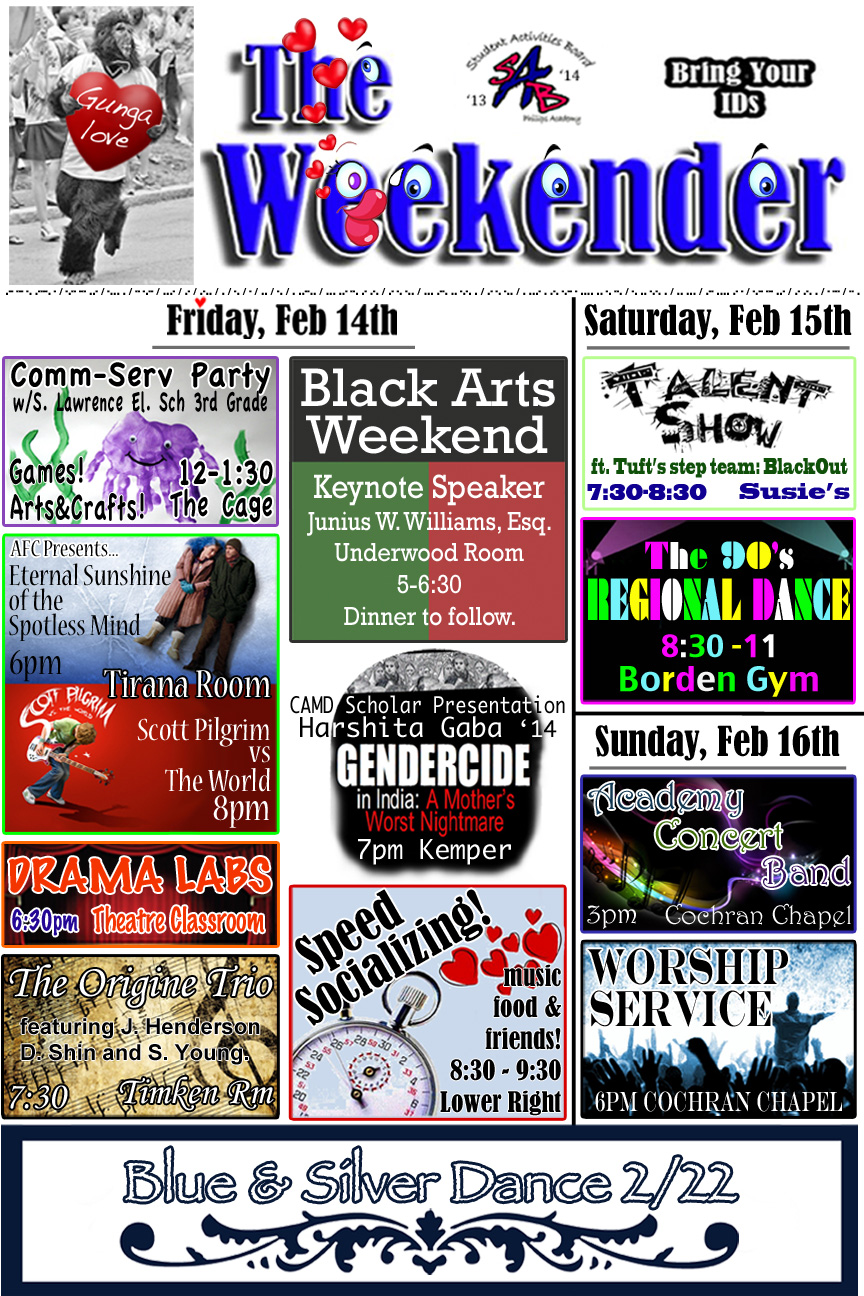 Gunga
love
The
Weekender
Student Activities Board
'13 SAB '14
Phillips Academy
Bring Your
IDs
Friday, Feb 14th
Comm-Serv Party
w/S. Lawrence El. Sch 3rd Grade
Games! 12-1:30
Arts&Crafts! The Cage
AFC Presents...
Eternal Sunshine
of the
Spotless Mind
6pm
Tirana Room
SCOTT PILGRIM
VS. THE WORLD
Scott Pilgrim
vs
The World
8pm
DRAMA LABS
6:30pm Theatre Classroom
The Origine Trio
featuring J. Henderson
D. Shin and S. Young.
7:30 Timken Rm
Black Arts
Weekend
Keynote Speaker
Junius W. Williams, Esq.
Underwood Room
5-6:30
Dinner to follow.
CAMD Scholar Presentation
Harshita Gaba '14
GENDERCIDE
in India: A Mother's
Worst Nightmare
7pm Kemper
Speed
Socializing!
music
food &
friends!
8:30 - 9:30
Lower Right
Saturday, Feb 15th
TALENT
SHOW
ft. Tuft's step team: BlackOut
7:30-8:30 Susie's
The 90's
REGIONAL DANCE
8:30 -11
Borden Gym
Sunday, Feb 16th
Academy
Concert
Band
3pm Cochran Chapel
WORSHIP
SERVICE
6PM COCHRAN CHAPEL
Blue & Silver Dance 2/22